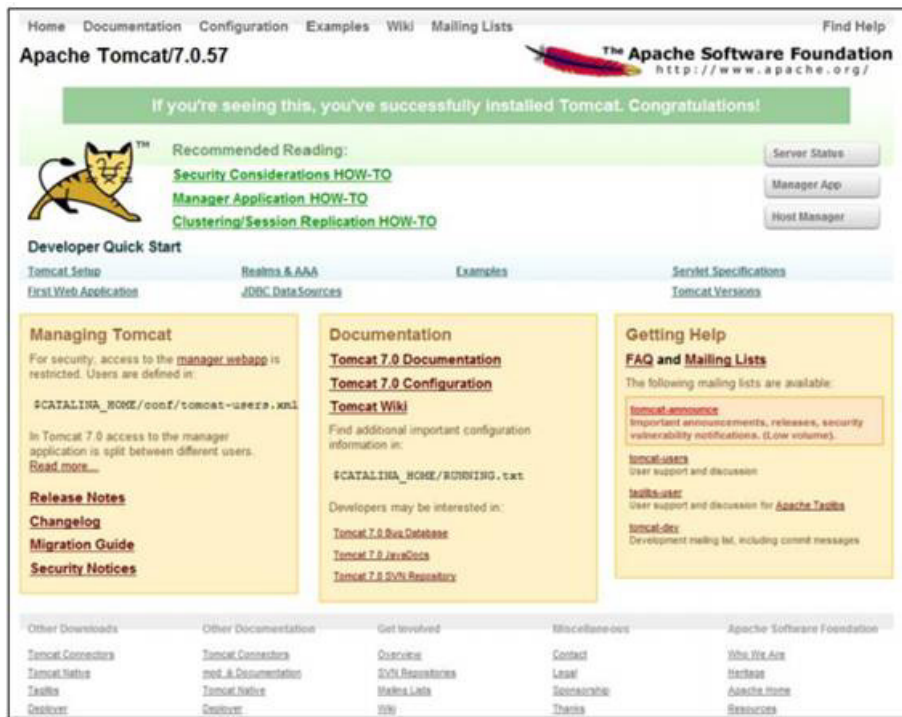 Home Documentation Configuration Examples Wiki Mailing Lists Find Help
Apache Tomcat/7.0.57
The Apache Software Foundation
http://www.apache.org/
If you're seeing this, you've successfully installed Tomcat. Congratulations!
TM
Recommended Reading:
Security Considerations HOW-TO
Manager Application HOW-TO
Clustering/Session Replication HOW-TO
Server Status
Manager App
Host Manager
Developer Quick Start
Tomcat Setup Realms & AAA Examples Servlet Specifications
First Web Application JDBC DataSources Tomcat Versions
Managing Tomcat
For security, access to the manager webapp is
restricted. Users are defined in:
$CATALINA_HOME/conf/tomcat-users.xml
In Tomcat 7.0 access to the manager
application is split between different users.
Read more...
Release Notes
Changelog
Migration Guide
Security Notices
Documentation
Tomcat 7.0 Documentation
Tomcat 7.0 Configuration
Tomcat Wiki
Find additional important configuration
information in:
$CATALINA_HOME/RUNNING.txt
Developers may be interested in:
Tomcat 7.0 Bug Database
Tomcat 7.0 JavaDocs
Tomcat 7.0 SVN Repository
Getting Help
FAQ and Mailing Lists
The following mailing lists are available:
tomcat-announce
Important announcements, releases, security
vulnerability notifications. (Low volume).
tomcat-users
User support and discussion
taglibs-user
User support and discussion for Apache Taglibs
tomcat-dev
Development mailing list, including commit messages
Other Downloads Other Documentation Get Involved Miscellaneous Apache Software Foundation
Tomcat Connectors Tomcat Connectors Overview Contact Who We Are
Tomcat Native mod_jk Documentation SVN Repositories Legal Heritage
Taglibs Tomcat Native Mailing Lists Sponsorship Apache Home
Deployer Deployer Wiki Thanks Resources